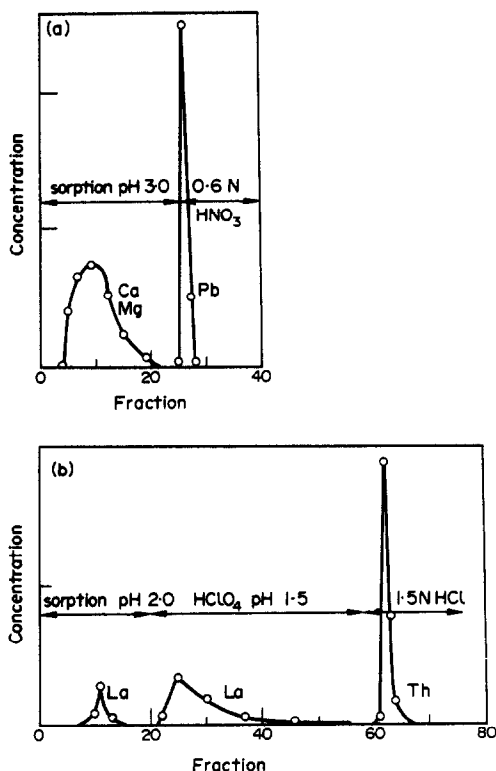 (a)
Concentration
sorption pH 3·0
0·6 N
HNO₃
Ca
Mg
Pb
0 20 40
Fraction
(b)
Concentration
sorption pH 2·0 HClO₄ pH 1·5 1·5N HCl
La
La
Th
0 20 40 60 80
Fraction